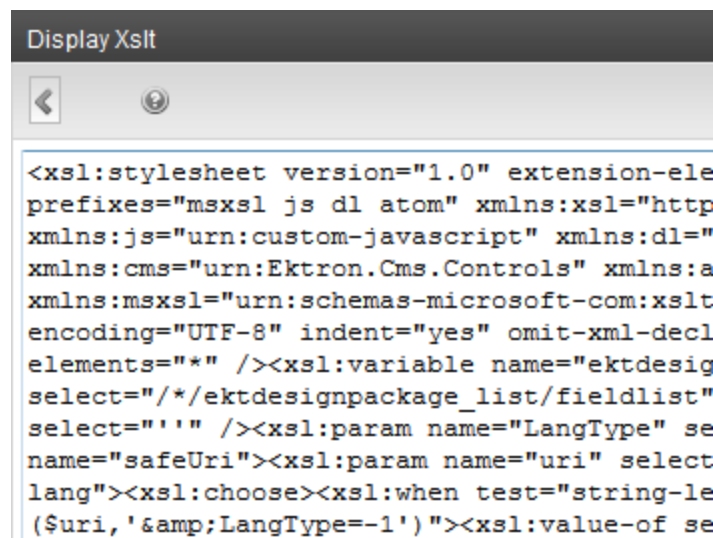 Display Xslt
<xsl:stylesheet version="1.0" extension-ele
prefixes="msxsl js dl atom" xmlns:xsl="http
xmlns:js="urn:custom-javascript" xmlns:dl="
xmlns:cms="urn:Ektron.Cms.Controls" xmlns:a
xmlns:msxsl="urn:schemas-microsoft-com:xslt
encoding="UTF-8" indent="yes" omit-xml-decl
elements="*" /><xsl:variable name="ektdesig
select="/*/ektdesignpackage_list/fieldlist"
select="''" /><xsl:param name="LangType" se
name="safeUri"><xsl:param name="uri" select
lang"><xsl:choose><xsl:when test="string-le
($uri,'&amp;LangType=-1')"><xsl:value-of se